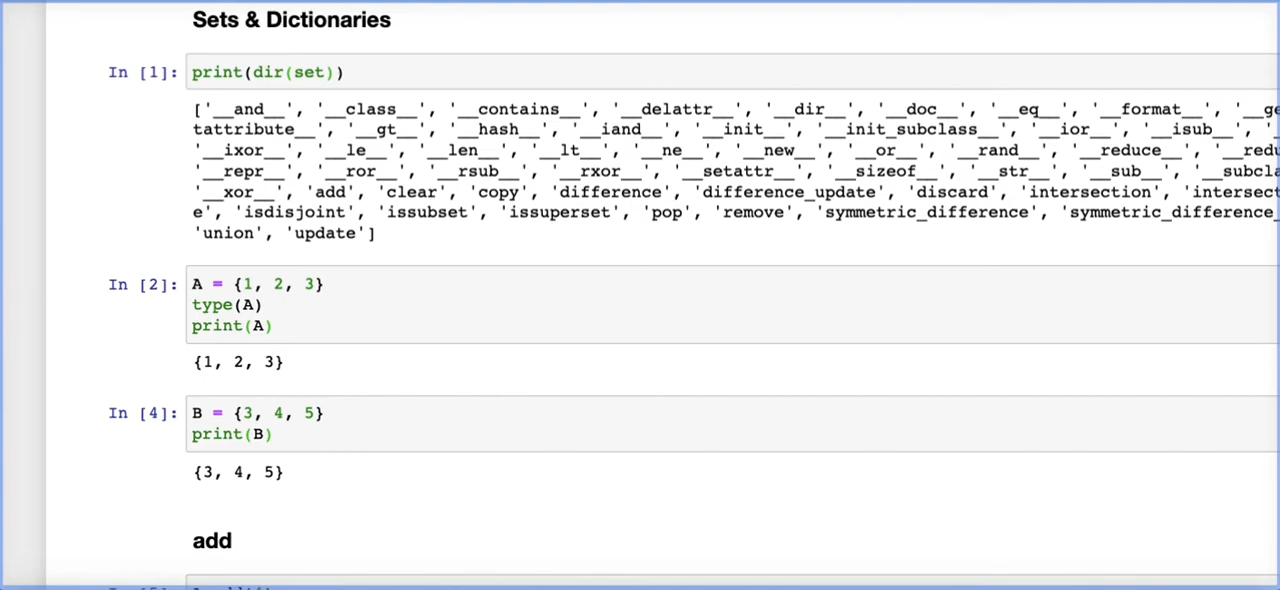 Sets & Dictionaries
In [1]: print(dir(set))
['__and__', '__class__', '__contains__', '__delattr__', '__dir__', '__doc__', '__eq__', '__format__', '__ge
tattribute__', '__gt__', '__hash__', '__iand__', '__init__', '__init_subclass__', '__ior__', '__isub__', '_
'__ixor__', '__le__', '__len__', '__lt__', '__ne__', '__new__', '__or__', '__rand__', '__reduce__', '__redu
'__repr__', '__ror__', '__rsub__', '__rxor__', '__setattr__', '__sizeof__', '__str__', '__sub__', '__subcla
'__xor__', 'add', 'clear', 'copy', 'difference', 'difference_update', 'discard', 'intersection', 'intersect
e', 'isdisjoint', 'issubset', 'issuperset', 'pop', 'remove', 'symmetric_difference', 'symmetric_difference_
'union', 'update']
In [2]: A = {1, 2, 3}
type(A)
print(A)
{1, 2, 3}
In [4]: B = {3, 4, 5}
print(B)
{3, 4, 5}
add